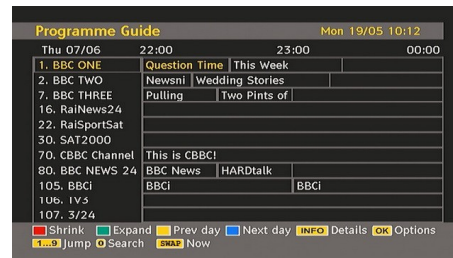 Programme Guide Mon 19/05 10:12
Thu 07/06 22:00 23:00 00:00
1. BBC ONE Question Time This Week
2. BBC TWO Newsni Wedding Stories
7. BBC THREE Pulling Two Pints of
16. RaiNews24
22. RaiSportSat
30. SAT2000
70. CBBC Channel This is CBBC!
80. BBC NEWS 24 BBC News HARDtalk
105. BBCi BBCi BBCi
106. TV3
107. 3/24
Shrink Expand Prev day Next day INFO Details OK Options
1...9 Jump 0 Search SWAP Now